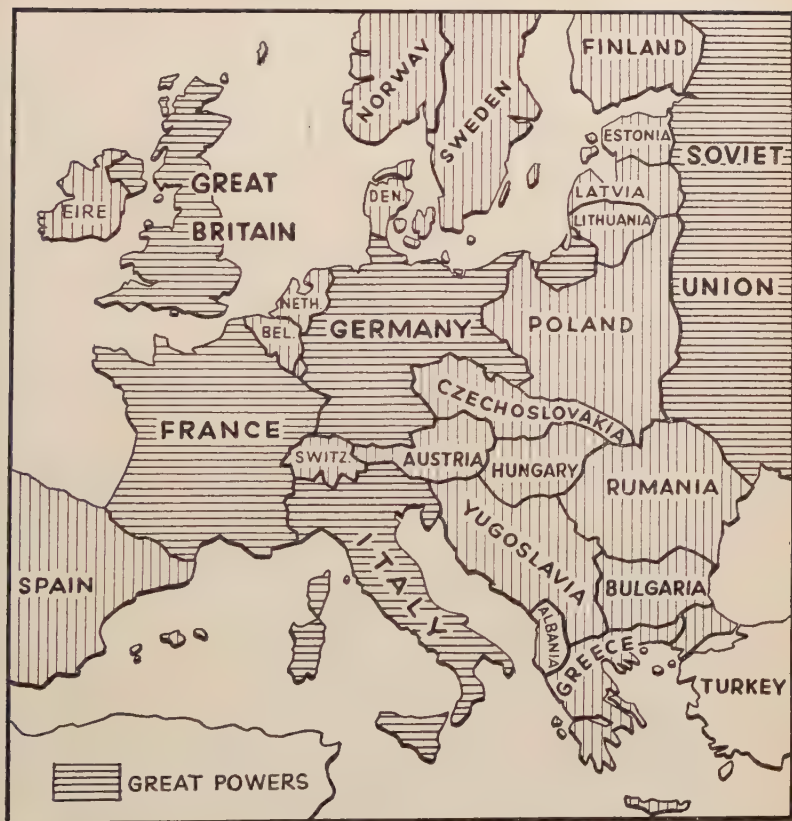 NORWAY
SWEDEN
FINLAND
ESTONIA
SOVIET
UNION
LATVIA
LITHUANIA
GREAT
BRITAIN
EIRE
DEN.
NETH.
BEL.
GERMANY
POLAND
CZECHOSLOVAKIA
FRANCE
SWITZ.
AUSTRIA
HUNGARY
RUMANIA
YUGOSLAVIA
ITALY
SPAIN
BULGARIA
ALBANIA
GREECE
TURKEY
GREAT POWERS